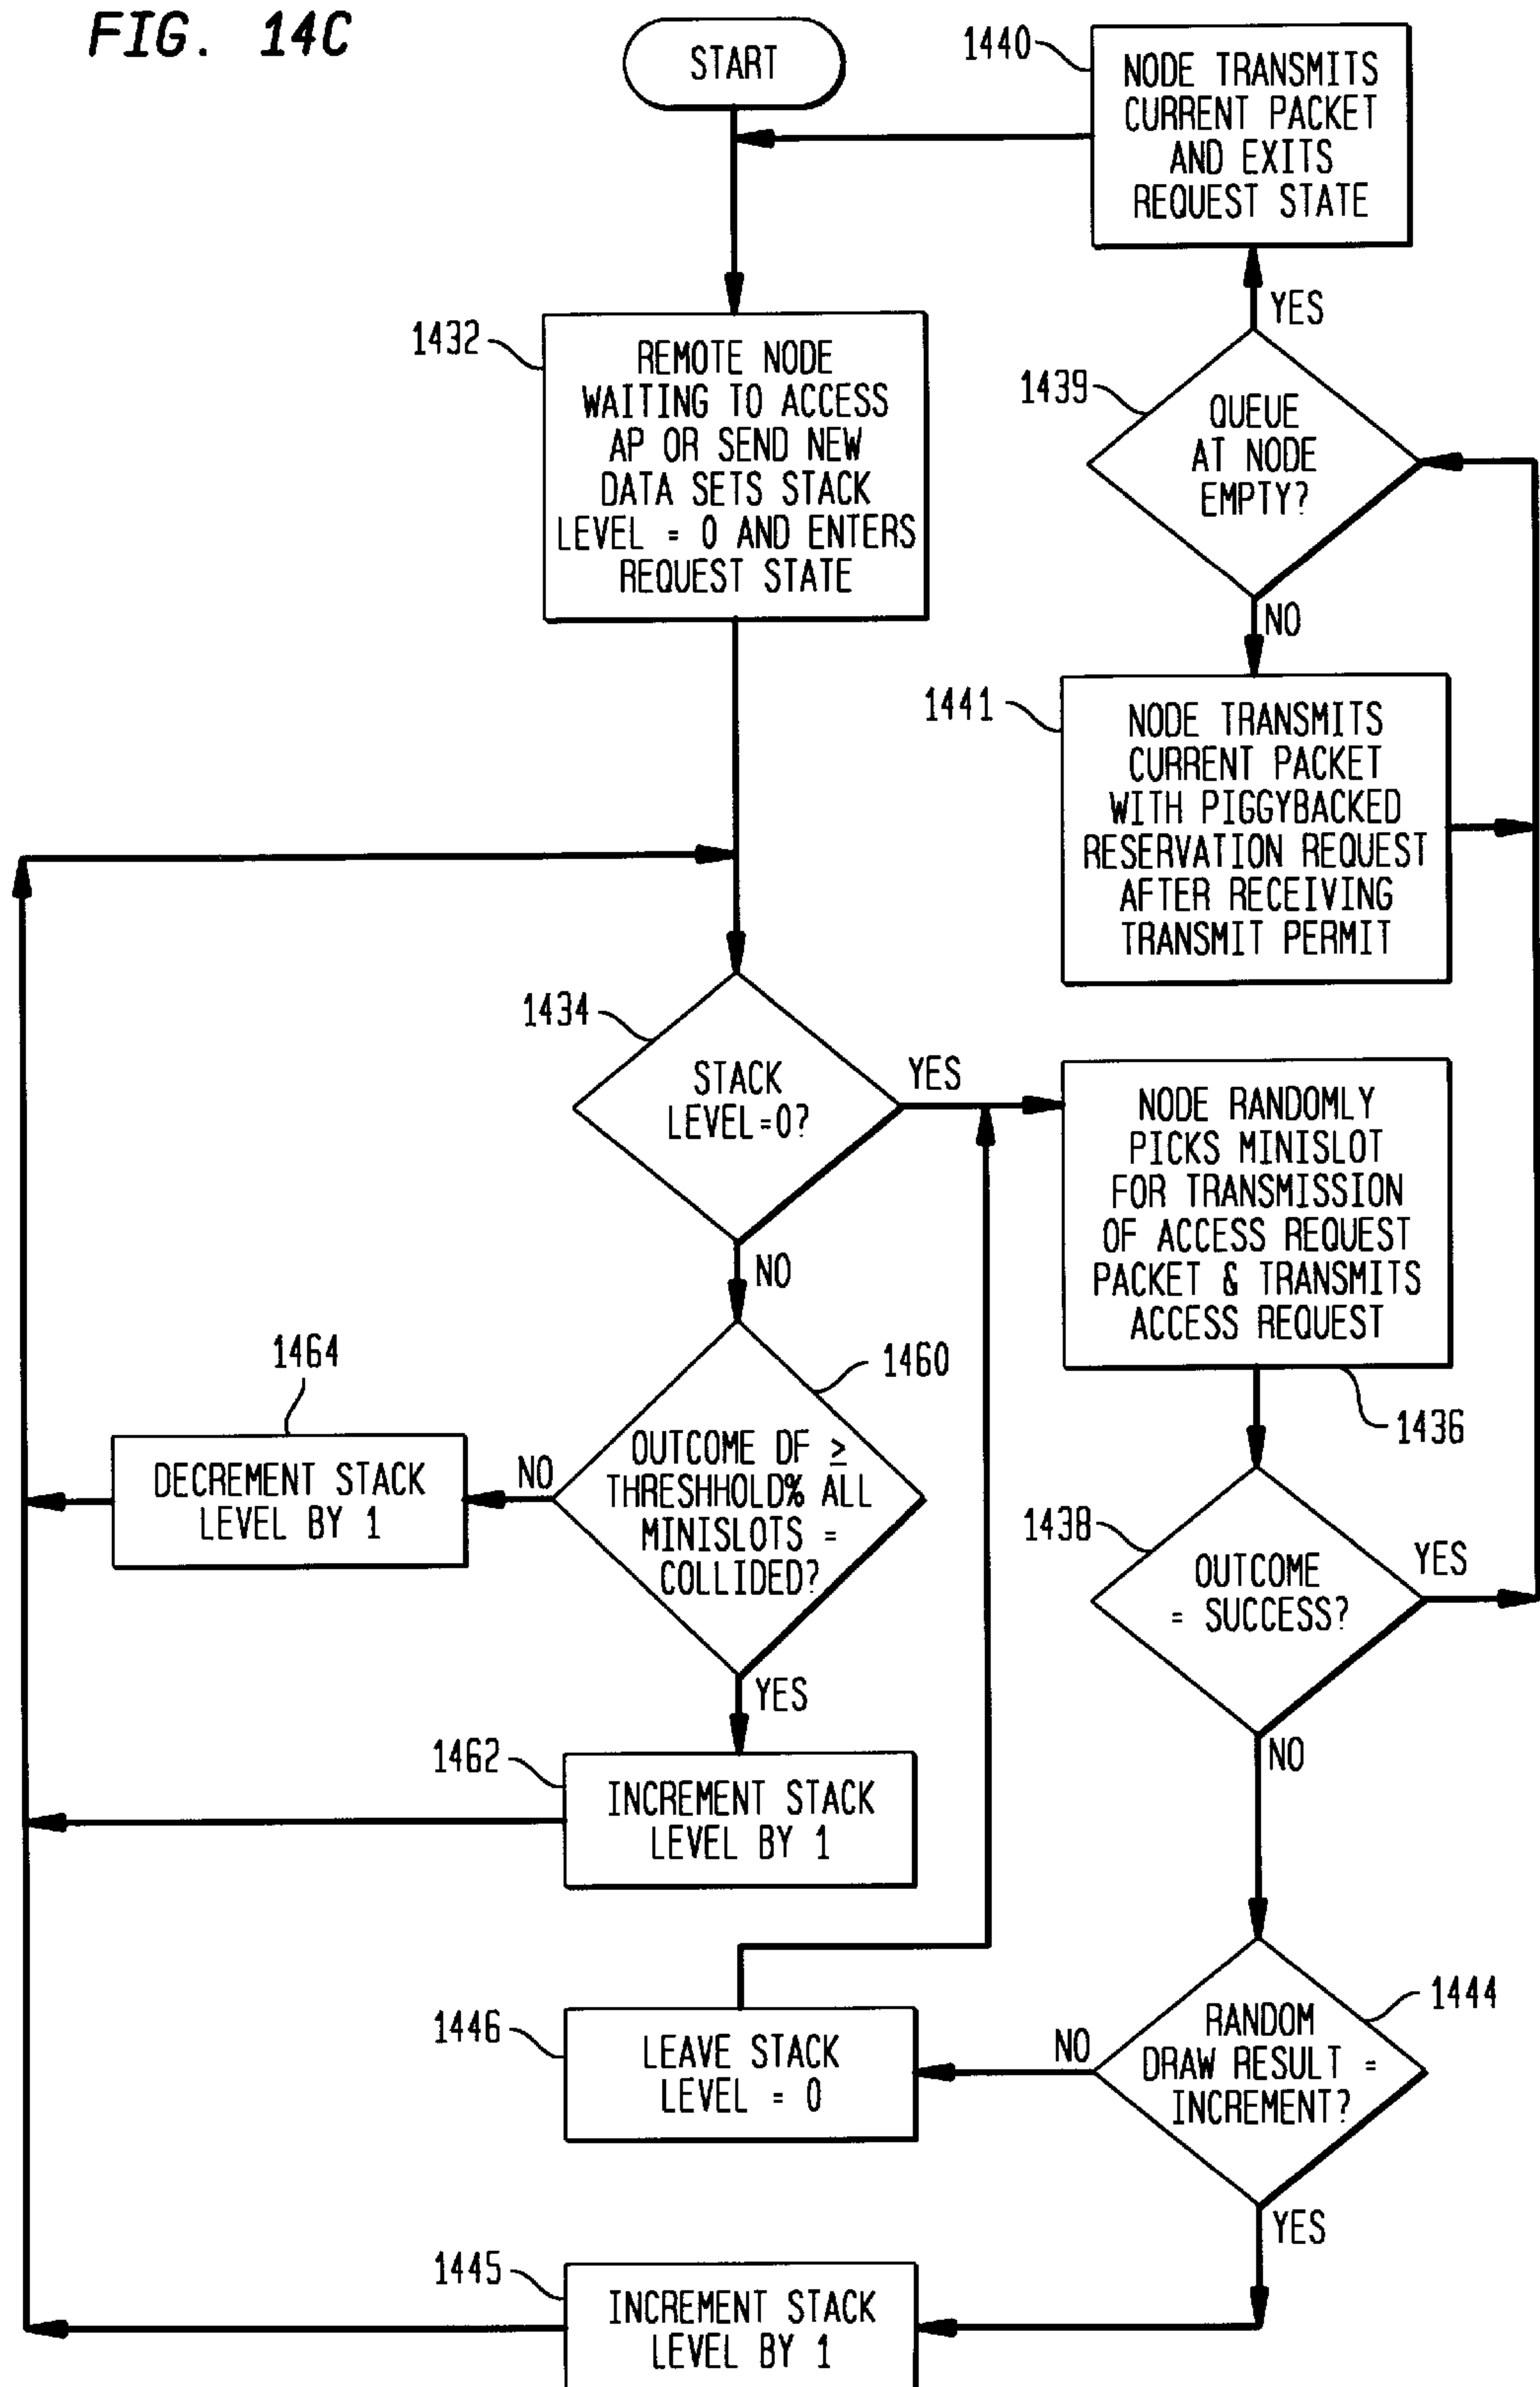 FIG. 14C
START
1440
NODE TRANSMITS
CURRENT PACKET
AND EXITS
REQUEST STATE
YES
1432
REMOTE NODE
WAITING TO ACCESS
AP OR SEND NEW
DATA SETS STACK
LEVEL = 0 AND ENTERS
REQUEST STATE
1439
QUEUE
AT NODE
EMPTY?
NO
1441
NODE TRANSMITS
CURRENT PACKET
WITH PIGGYBACKED
RESERVATION REQUEST
AFTER RECEIVING
TRANSMIT PERMIT
1434
STACK
LEVEL=0?
YES
NO
NODE RANDOMLY
PICKS MINISLOT
FOR TRANSMISSION
OF ACCESS REQUEST
PACKET & TRANSMITS
ACCESS REQUEST
1436
1464
DECREMENT STACK
LEVEL BY 1
NO
1460
OUTCOME DF ≥
THRESHHOLD% ALL
MINISLOTS =
COLLIDED?
YES
1438
OUTCOME
= SUCCESS?
YES
NO
1462
INCREMENT STACK
LEVEL BY 1
1446
LEAVE STACK
LEVEL = 0
NO
1444
RANDOM
DRAW RESULT =
INCREMENT?
YES
1445
INCREMENT STACK
LEVEL BY 1